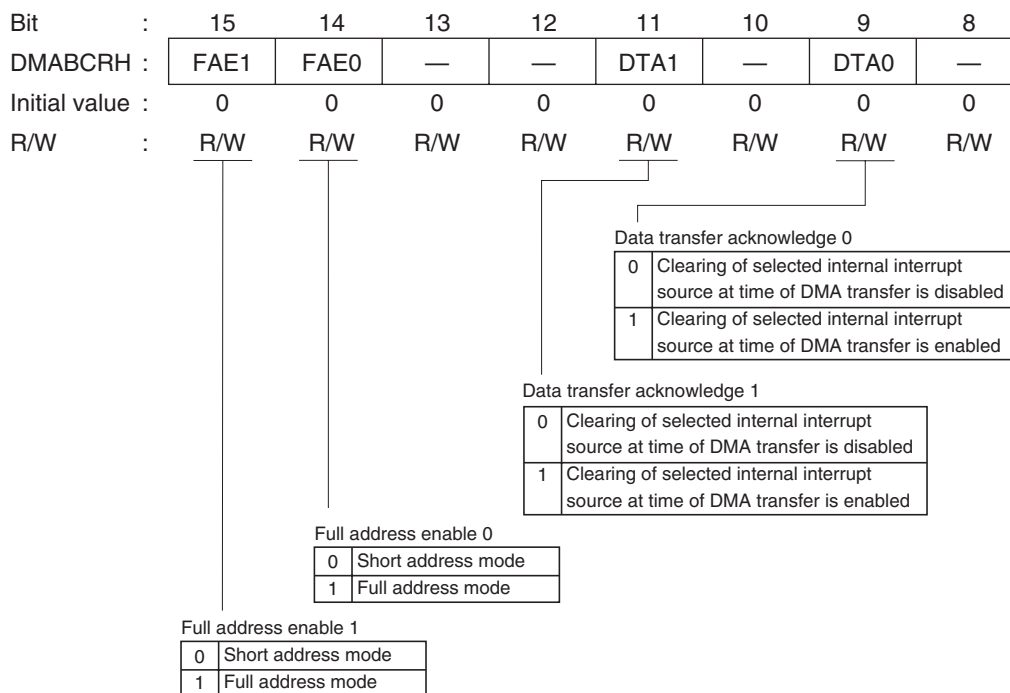 Bit : 15 14 13 12 11 10 9 8
DMABCRH : FAE1 FAE0 — — DTA1 — DTA0 —
Initial value : 0 0 0 0 0 0 0 0
R/W : R/W R/W R/W R/W R/W R/W R/W R/W
Data transfer acknowledge 0
0 Clearing of selected internal interrupt
source at time of DMA transfer is disabled
1 Clearing of selected internal interrupt
source at time of DMA transfer is enabled
Data transfer acknowledge 1
0 Clearing of selected internal interrupt
source at time of DMA transfer is disabled
1 Clearing of selected internal interrupt
source at time of DMA transfer is enabled
Full address enable 0
0 Short address mode
1 Full address mode
Full address enable 1
0 Short address mode
1 Full address mode